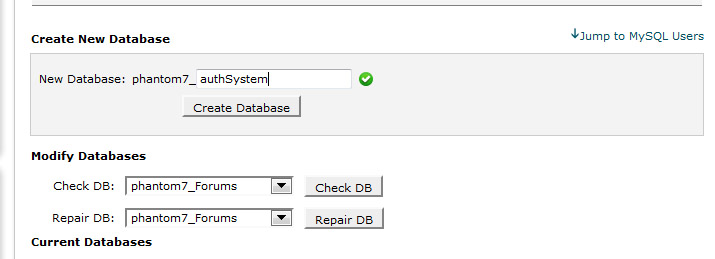 Create New Database
Jump to MySQL Users
New Database: phantom7_ authSystem
Create Database
Modify Databases
Check DB: phantom7_Forums Check DB
Repair DB: phantom7_Forums Repair DB
Current Databases